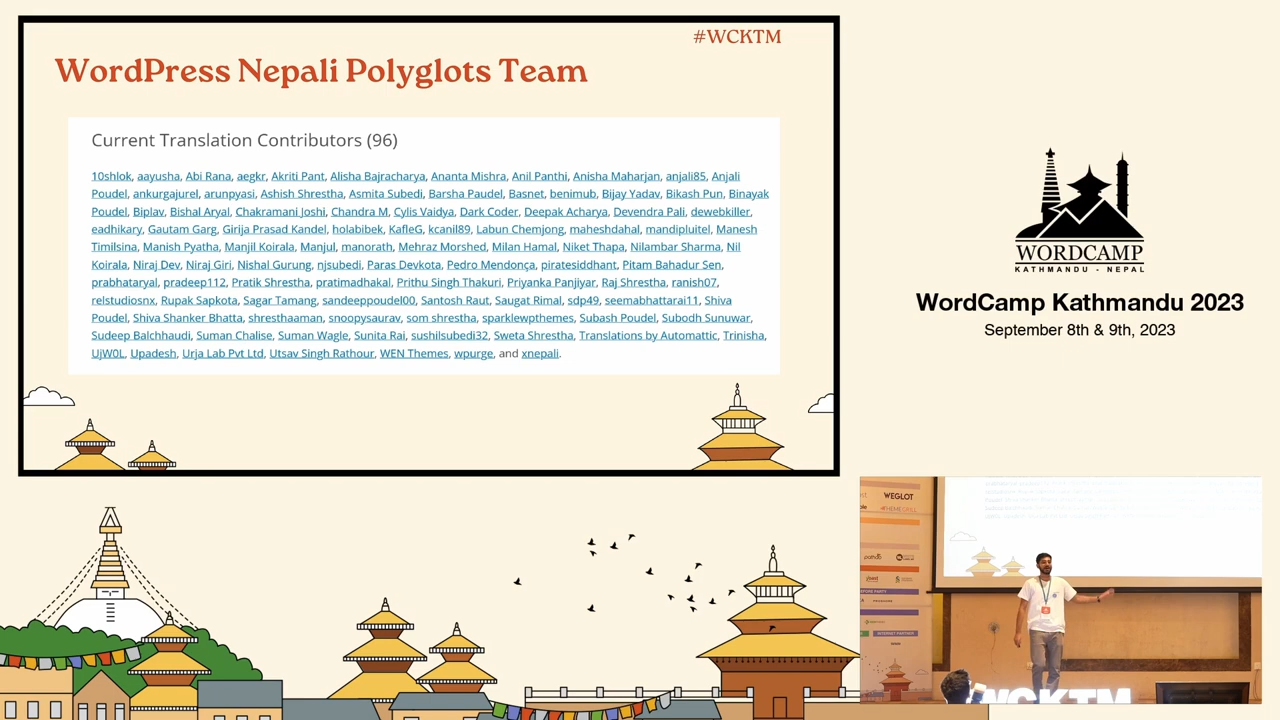 #WCKTM
WordPress Nepali Polyglots Team
Current Translation Contributors (96)
10shlok, aayusha, Abi Rana, aegkr, Akriti Pant, Alisha Bajracharya, Ananta Mishra, Anil Panthi, Anisha Maharjan, anjali85, Anjali
Poudel, ankurgajurel, arunpyasi, Ashish Shrestha, Asmita Subedi, Barsha Paudel, Basnet, benimub, Bijay Yadav, Bikash Pun, Binayak
Poudel, Biplav, Bishal Aryal, Chakramani Joshi, Chandra M, Cylis Vaidya, Dark Coder, Deepak Acharya, Devendra Pali, dewebkiller,
eadhikary, Gautam Garg, Girija Prasad Kandel, holabibek, KafleG, kcanil89, Labun Chemjong, maheshdahal, mandipluitel, Manesh
Timilsina, Manish Pyatha, Manjil Koirala, Manjul, manorath, Mehraz Morshed, Milan Hamal, Niket Thapa, Nilambar Sharma, Nil
Koirala, Niraj Dev, Niraj Giri, Nishal Gurung, njsubedi, Paras Devkota, Pedro Mendonça, piratesiddhant, Pitam Bahadur Sen,
prabhataryal, pradeep112, Pratik Shrestha, pratimadhakal, Prithu Singh Thakuri, Priyanka Panjiyar, Raj Shrestha, ranish07,
relstudiosnx, Rupak Sapkota, Sagar Tamang, sandeeppoudel00, Santosh Raut, Saugat Rimal, sdp49, seemabhattarai11, Shiva
Poudel, Shiva Shanker Bhatta, shresthaaman, snoopysaurav, som shrestha, sparklewpthemes, Subash Poudel, Subodh Sunuwar,
Sudeep Balchhaudi, Suman Chalise, Suman Wagle, Sunita Rai, sushilsubedi32, Sweta Shrestha, Translations by Automattic, Trinisha,
UjW0L, Upadesh, Urja Lab Pvt Ltd, Utsav Singh Rathour, WEN Themes, wpurge, and xnepali.
WORDCAMP
KATHMANDU - NEPAL
WordCamp Kathmandu 2023
September 8th & 9th, 2023
WEGLOT
INTERNET PARTNER
WCKTM